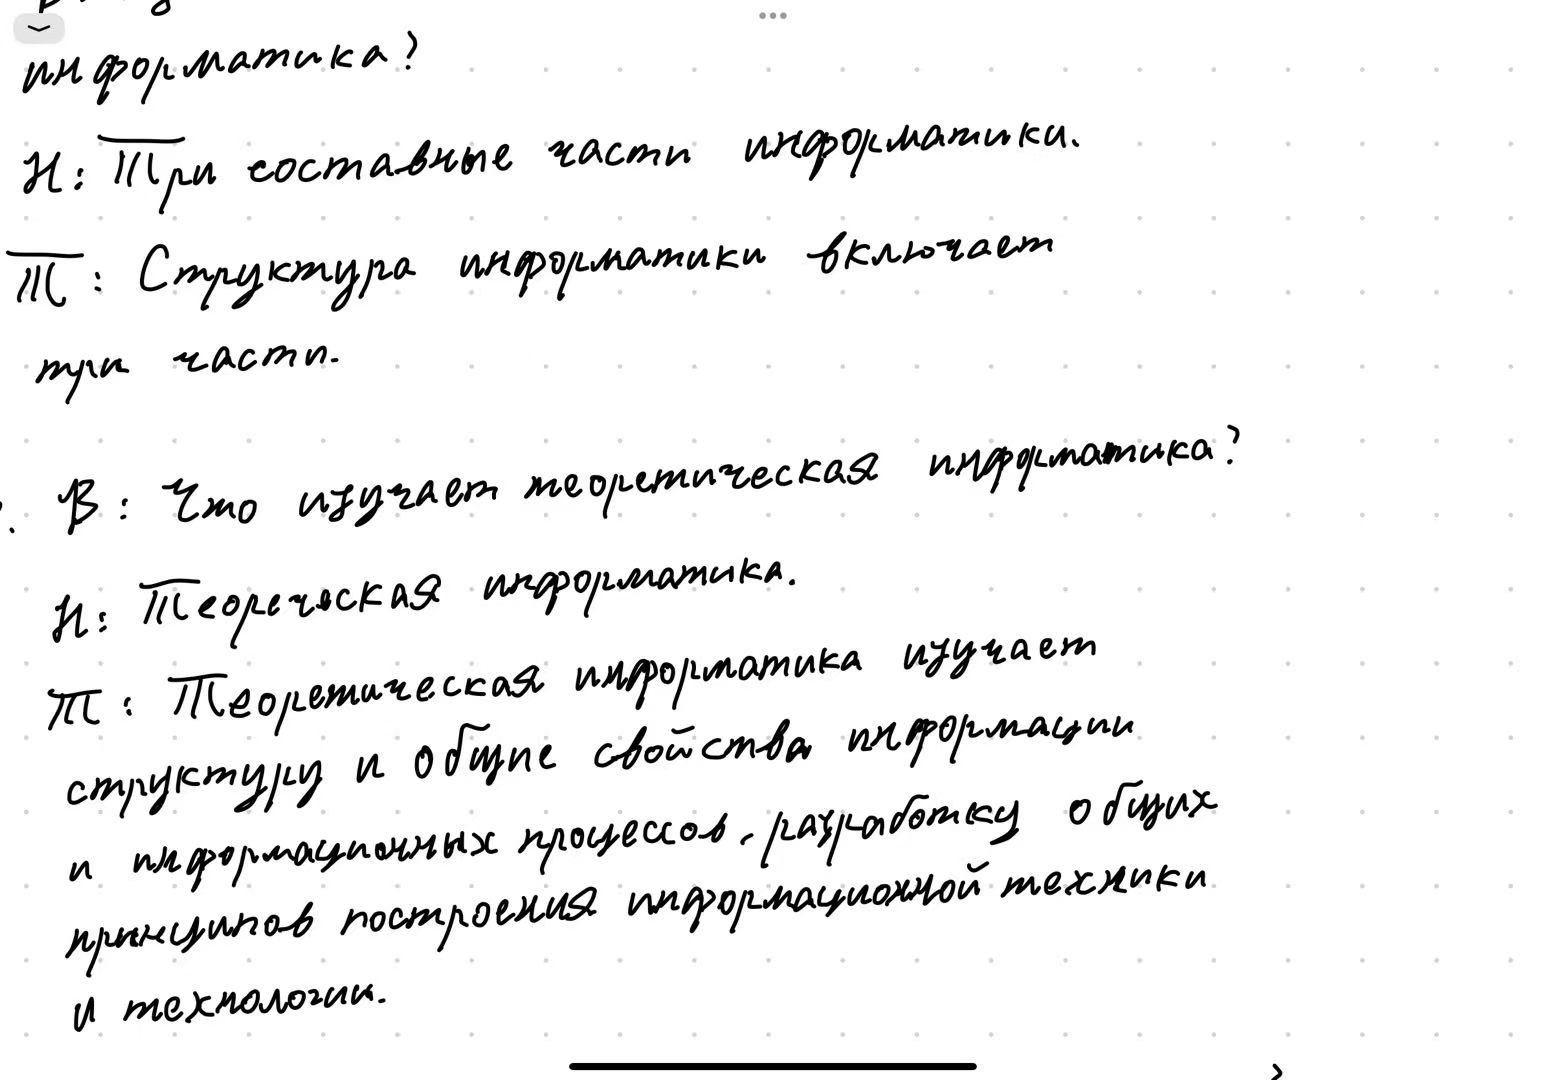 информатика?
Н: Три составные части информатики.
Т: Структура информатики включает
три части.
В: Что изучает теоретическая информатика?
Н: Теореческая информатика.
Т: Теоретическая информатика изучает
структуру и общие свойства информации
и информационных процессов, разработку общих
принципов построения информационной техники
и технологии.